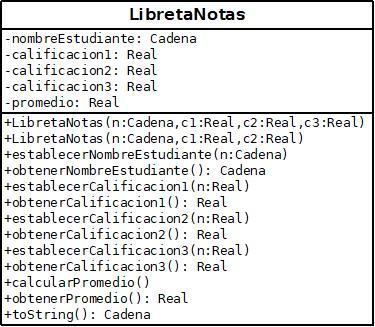 LibretaNotas
-nombreEstudiante: Cadena
-calificacion1: Real
-calificacion2: Real
-calificacion3: Real
-promedio: Real
+LibretaNotas(n:Cadena,c1:Real,c2:Real,c3:Real)
+LibretaNotas(n:Cadena,c1:Real,c2:Real)
+establecerNombreEstudiante(n:Cadena)
+obtenerNombreEstudiante(): Cadena
+establecerCalificacion1(n:Real)
+obtenerCalificacion1(): Real
+establecerCalificacion2(n:Real)
+obtenerCalificacion2(): Real
+establecerCalificacion3(n:Real)
+obtenerCalificacion3(): Real
+calcularPromedio()
+obtenerPromedio(): Real
+toString(): Cadena